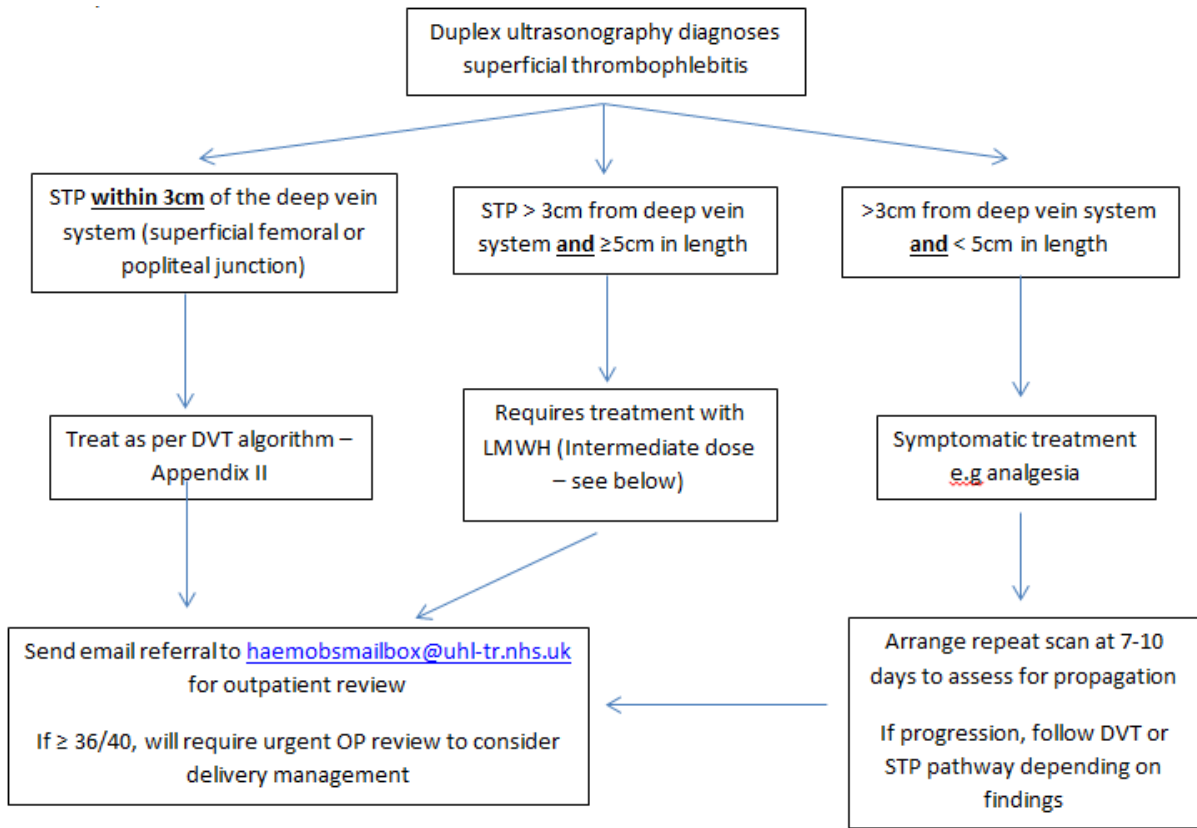 Duplex ultrasonography diagnoses
superficial thrombophlebitis
STP within 3cm of the deep vein
system (superficial femoral or
popliteal junction)
STP > 3cm from deep vein
system and ≥5cm in length
>3cm from deep vein system
and < 5cm in length
Treat as per DVT algorithm –
Appendix II
Requires treatment with
LMWH (Intermediate dose
– see below)
Symptomatic treatment
e.g analgesia
Send email referral to haemobsmailbox@uhl-tr.nhs.uk
for outpatient review
If ≥ 36/40, will require urgent OP review to consider
delivery management
Arrange repeat scan at 7-10
days to assess for propagation
If progression, follow DVT or
STP pathway depending on
findings